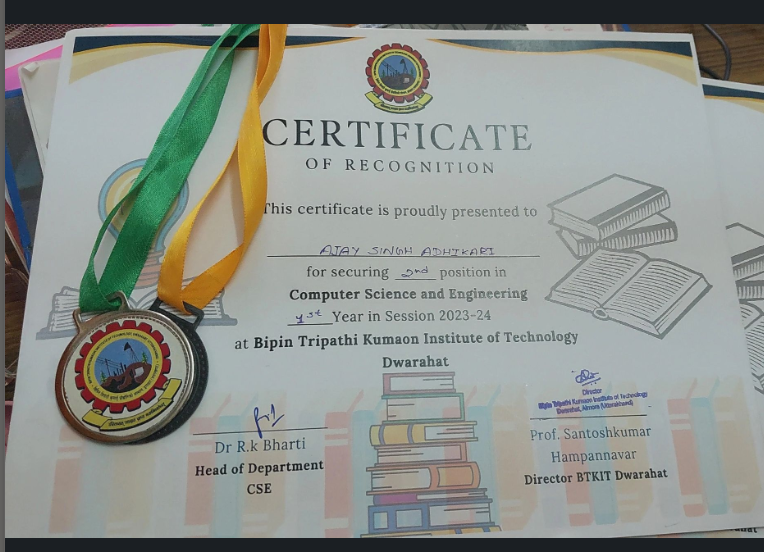 CERTIFICATE
OF RECOGNITION
This certificate is proudly presented to
AJAY SINGH ADHIKARI
for securing 2nd position in
Computer Science and Engineering
1st Year in Session 2023-24
at Bipin Tripathi Kumaon Institute of Technology
Dwarahat
Director
Bipin Tripathi Kumaon Institute of Technology
Dwarahat, Almora (Uttarakhand)
Dr R.k Bharti
Head of Department
CSE
Prof. Santoshkumar
Hampannavar
Director BTKIT Dwarahat